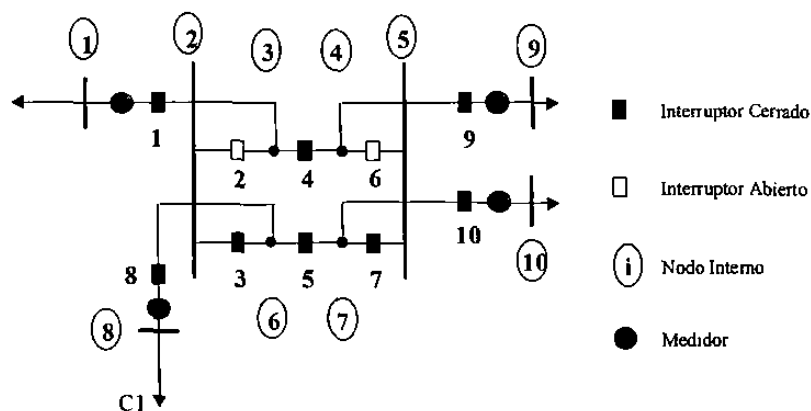 1 2 3 4 5 9
1 9 Interruptor Cerrado
2 4 6
Interruptor Abierto
3 5 7 10
8 10 i Nodo Interno
8 6 7
Medidor
C1